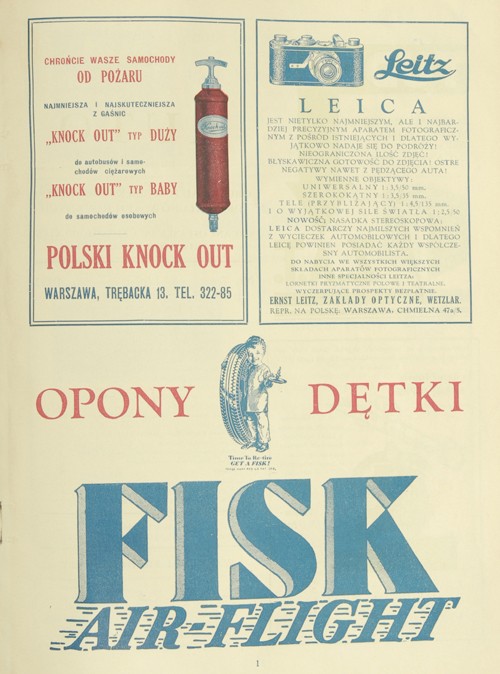 CHROŃCIE WASZE SAMOCHODY
OD POŻARU
NAJMNIEJSZA I NAJSKUTECZNIEJSZA
Z GAŚNIC
„KNOCK OUT" TYP DUŻY
do autobusów i samo-
chodów ciężarowych
„KNOCK OUT" TYP BABY
do samochodów osobowych
POLSKI KNOCK OUT
WARSZAWA, TRĘBACKA 13. TEL. 322-85
Leitz
LEICA
JEST NIETYLKO NAJMNIEJSZYM, ALE I NAJBAR-
DZIEJ PRECYZYJNYM APARATEM FOTOGRAFICZ-
NYM Z POŚRÓD ISTNIEJĄCYCH I DLATEGO WY-
JĄTKOWO NADAJE SIĘ DO PODRÓŻY!
NIEOGRANICZONA ILOŚĆ ZDJĘĆ!
BŁYSKAWICZNA GOTOWOŚĆ DO ZDJĘCIA! OSTRE
NEGATYWY NAWET Z PĘDZĄCEGO AUTA!
WYMIENNE OBJEKTYWY:
UNIWERSALNY 1:3,5/50 mm,
SZEROKOKĄTNY 1:3,5/35 mm,
TELE (PRZYBLIŻAJĄCY) 1:4,5/135 mm.
I O WYJĄTKOWEJ SILE ŚWIATŁA 1:2,5/50
NOWOŚĆ: NASADKA STEREOSKOPOWA:
LEICA DOSTARCZY NAJMILSZYCH WSPOMNIEŃ
Z WYCIECZEK AUTOMOBILOWYCH I DLATEGO
LEICĘ POWINIEN POSIADAĆ KAŻDY WSPÓŁCZE-
SNY AUTOMOBILISTA.
DO NABYCIA WE WSZYSTKICH WIĘKSZYCH
SKŁADACH APARATÓW FOTOGRAFICZNYCH
INNE SPECJALNOŚCI LEITZA:
LORNETKI PRYZMATYCZNE POLOWE I TEATRALNE.
WYCZERPUJĄCE PROSPEKTY BEZPŁATNIE.
ERNST LEITZ, ZAKŁADY OPTYCZNE, WETZLAR.
REPR. NA POLSKĘ: WARSZAWA, CHMIELNA 47a/5.
OPONY DĘTKI
Time To Re-tire
GET A FISK!
FISK
AIR-FLIGHT
1